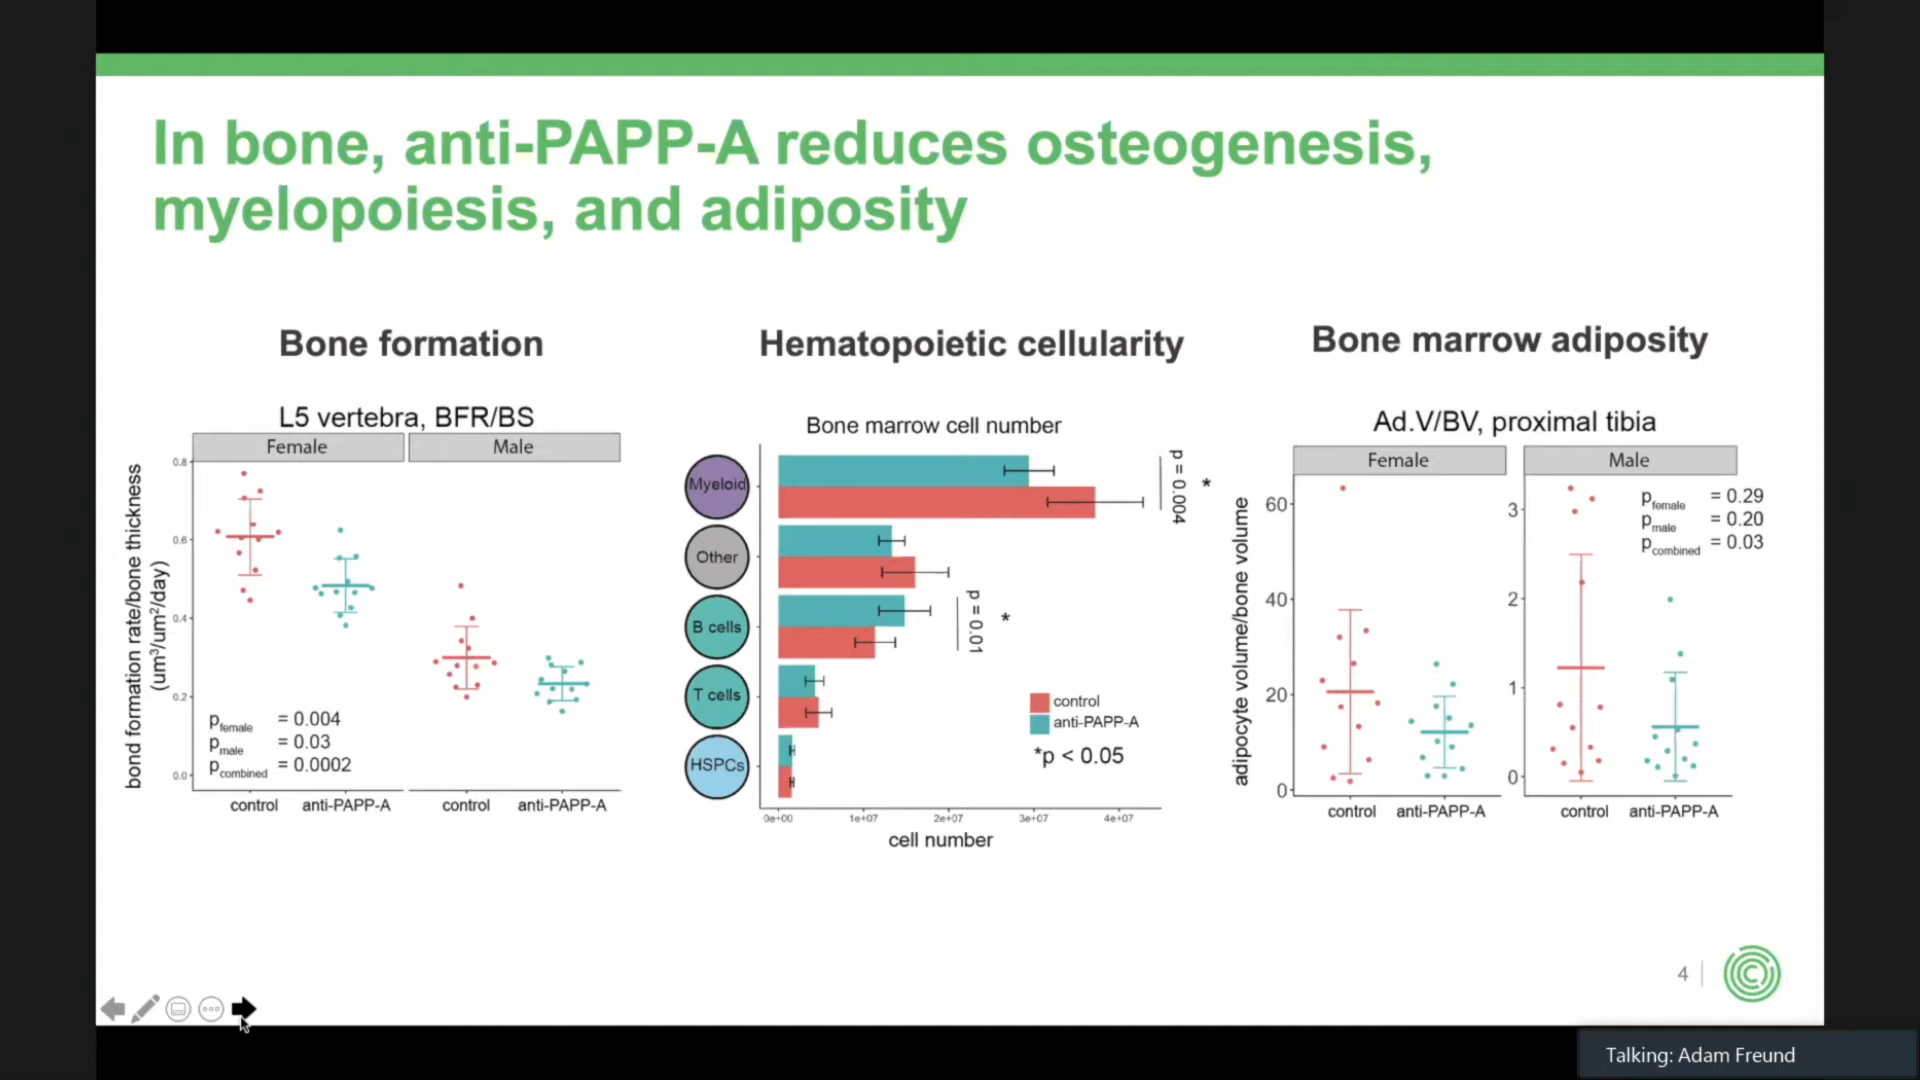 In bone, anti-PAPP-A reduces osteogenesis,
myelopoiesis, and adiposity
Bone formation
L5 vertebra, BFR/BS
Female
Male
bond formation rate/bone thickness
(um³/um²/day)
0.8
0.6
0.4
0.2
0.0
pfemale = 0.004
pmale = 0.03
pcombined = 0.0002
control
anti-PAPP-A
control
anti-PAPP-A
Hematopoietic cellularity
Bone marrow cell number
Myeloid
Other
B cells
T cells
HSPCs
p = 0.004
*
p = 0.01
*
control
anti-PAPP-A
*p < 0.05
0e+00
1e+07
2e+07
3e+07
4e+07
cell number
Bone marrow adiposity
Ad.V/BV, proximal tibia
Female
Male
adipocyte volume/bone volume
60
40
20
0
3
2
1
0
pfemale = 0.29
pmale = 0.20
pcombined = 0.03
control
anti-PAPP-A
control
anti-PAPP-A
4
C
Talking: Adam Freund